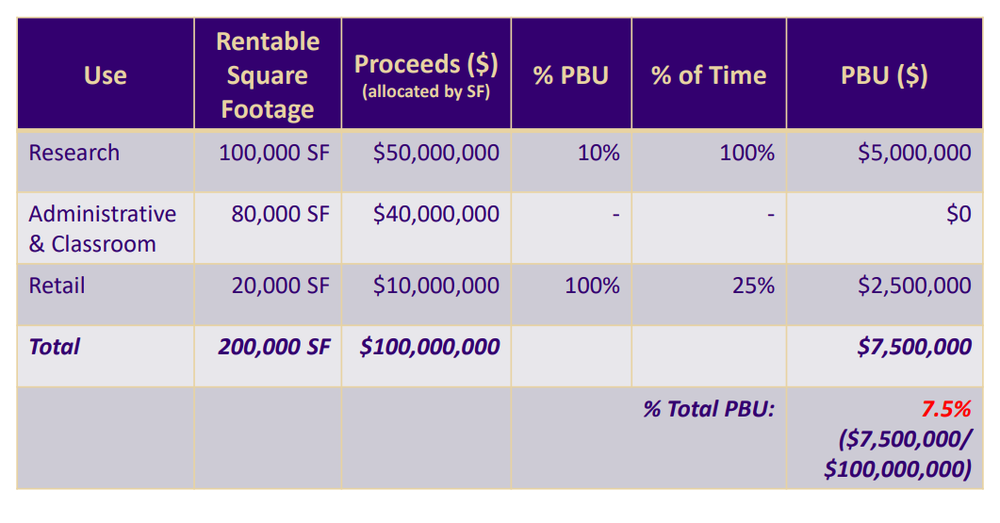 Use
Rentable
Square
Footage
Proceeds ($)
(allocated by SF)
% PBU
% of Time
PBU ($)
Research 100,000 SF $50,000,000 10% 100% $5,000,000
Administrative
& Classroom 80,000 SF $40,000,000 - - $0
Retail 20,000 SF $10,000,000 100% 25% $2,500,000
Total 200,000 SF $100,000,000 $7,500,000
% Total PBU: 7.5%
($7,500,000/
$100,000,000)